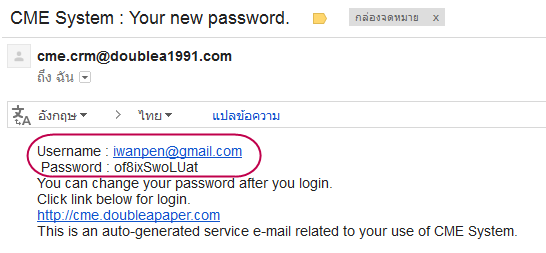 CME System : Your new password. กล่องจดหมาย x
cme.crm@doublea1991.com
ถึง ฉัน
อังกฤษ > ไทย แปลข้อความ
Username : iwanpen@gmail.com
Password : of8ixSwoLUat
You can change your password after you login.
Click link below for login.
http://cme.doubleapaper.com
This is an auto-generated service e-mail related to your use of CME System.